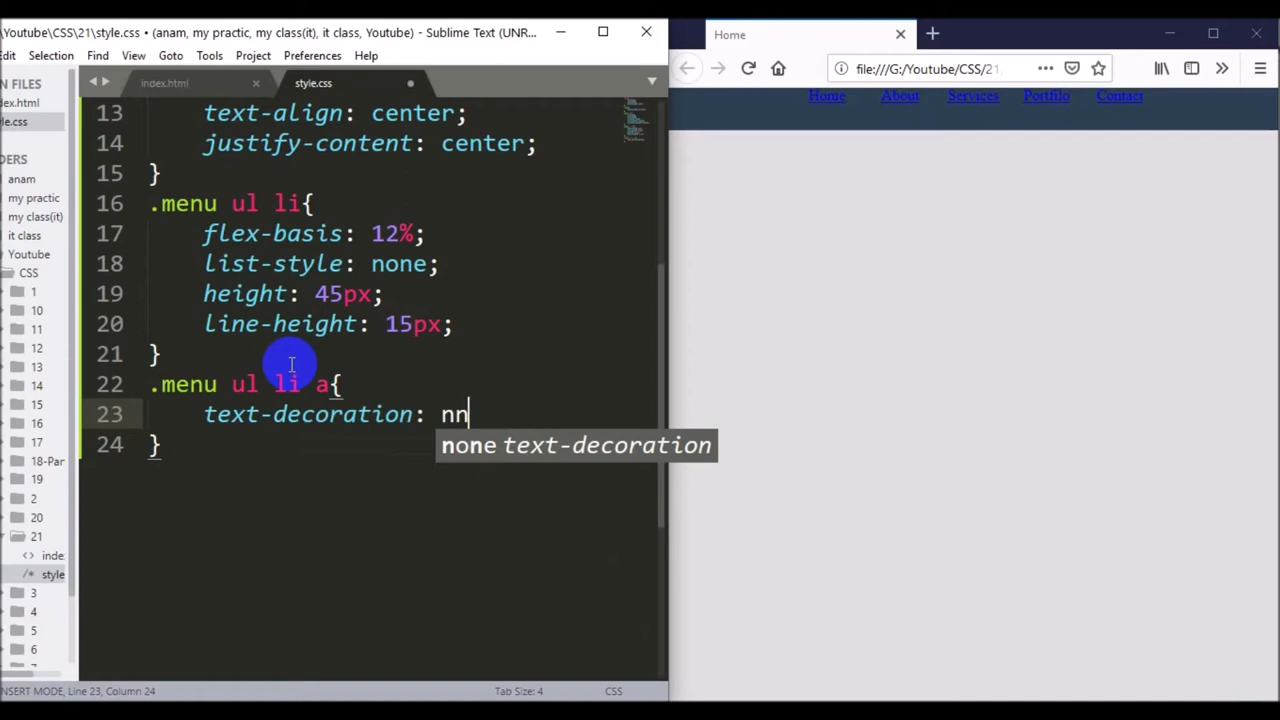 \Youtube\CSS\21\style.css • (anam, my practic, my class(it), it class, Youtube) - Sublime Text (UNR...
Edit Selection Find View Goto Tools Project Preferences Help
N FILES
dex.html
yle.css
DERS
anam
my practic
my class(it)
it class
Youtube
CSS
1
10
11
12
13
14
15
16
17
18-Par
19
2
20
21
<> inde
/* style
3
4
5
6
7
index.html
style.css
13 text-align: center;
14 justify-content: center;
15 }
16 .menu ul li{
17 flex-basis: 12%;
18 list-style: none;
19 height: 45px;
20 line-height: 15px;
21 }
22 .menu ul li a{
23 text-decoration: nn
none text-decoration
24 }
NSERT MODE, Line 23, Column 24
Tab Size: 4
CSS
Home
file:///G:/Youtube/CSS/21
Home About Services Portfilo Contact